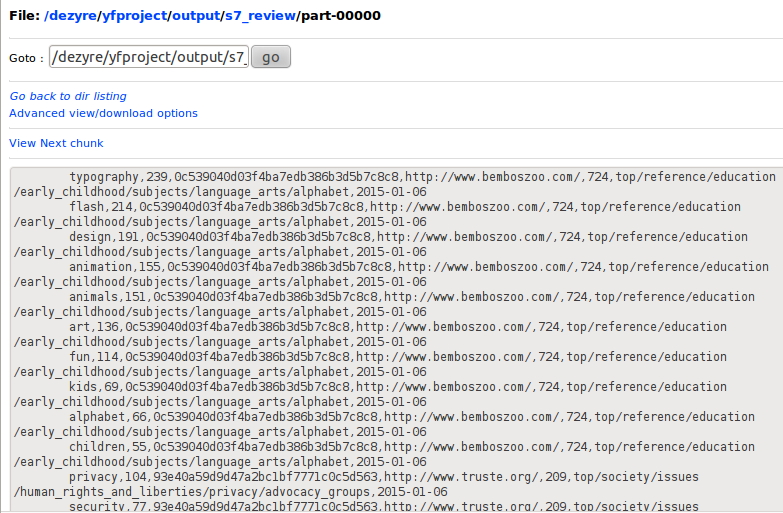 File: /dezyre/yfproject/output/s7_review/part-00000
Goto : /dezyre/yfproject/output/s7_ go
Go back to dir listing
Advanced view/download options
View Next chunk
typography,239,0c539040d03f4ba7edb386b3d5b7c8c8,http://www.bemboszoo.com/,724,top/reference/education
/early_childhood/subjects/language_arts/alphabet,2015-01-06
flash,214,0c539040d03f4ba7edb386b3d5b7c8c8,http://www.bemboszoo.com/,724,top/reference/education
/early_childhood/subjects/language_arts/alphabet,2015-01-06
design,191,0c539040d03f4ba7edb386b3d5b7c8c8,http://www.bemboszoo.com/,724,top/reference/education
/early_childhood/subjects/language_arts/alphabet,2015-01-06
animation,155,0c539040d03f4ba7edb386b3d5b7c8c8,http://www.bemboszoo.com/,724,top/reference/education
/early_childhood/subjects/language_arts/alphabet,2015-01-06
animals,151,0c539040d03f4ba7edb386b3d5b7c8c8,http://www.bemboszoo.com/,724,top/reference/education
/early_childhood/subjects/language_arts/alphabet,2015-01-06
art,136,0c539040d03f4ba7edb386b3d5b7c8c8,http://www.bemboszoo.com/,724,top/reference/education
/early_childhood/subjects/language_arts/alphabet,2015-01-06
fun,114,0c539040d03f4ba7edb386b3d5b7c8c8,http://www.bemboszoo.com/,724,top/reference/education
/early_childhood/subjects/language_arts/alphabet,2015-01-06
kids,69,0c539040d03f4ba7edb386b3d5b7c8c8,http://www.bemboszoo.com/,724,top/reference/education
/early_childhood/subjects/language_arts/alphabet,2015-01-06
alphabet,66,0c539040d03f4ba7edb386b3d5b7c8c8,http://www.bemboszoo.com/,724,top/reference/education
/early_childhood/subjects/language_arts/alphabet,2015-01-06
children,55,0c539040d03f4ba7edb386b3d5b7c8c8,http://www.bemboszoo.com/,724,top/reference/education
/early_childhood/subjects/language_arts/alphabet,2015-01-06
privacy,104,93e40a59d9d47a2bc1bf7771c0c5d563,http://www.truste.org/,209,top/society/issues
/human_rights_and_liberties/privacy/advocacy_groups,2015-01-06
security,77,93e40a59d9d47a2bc1bf7771c0c5d563,http://www.truste.org/,209,top/society/issues